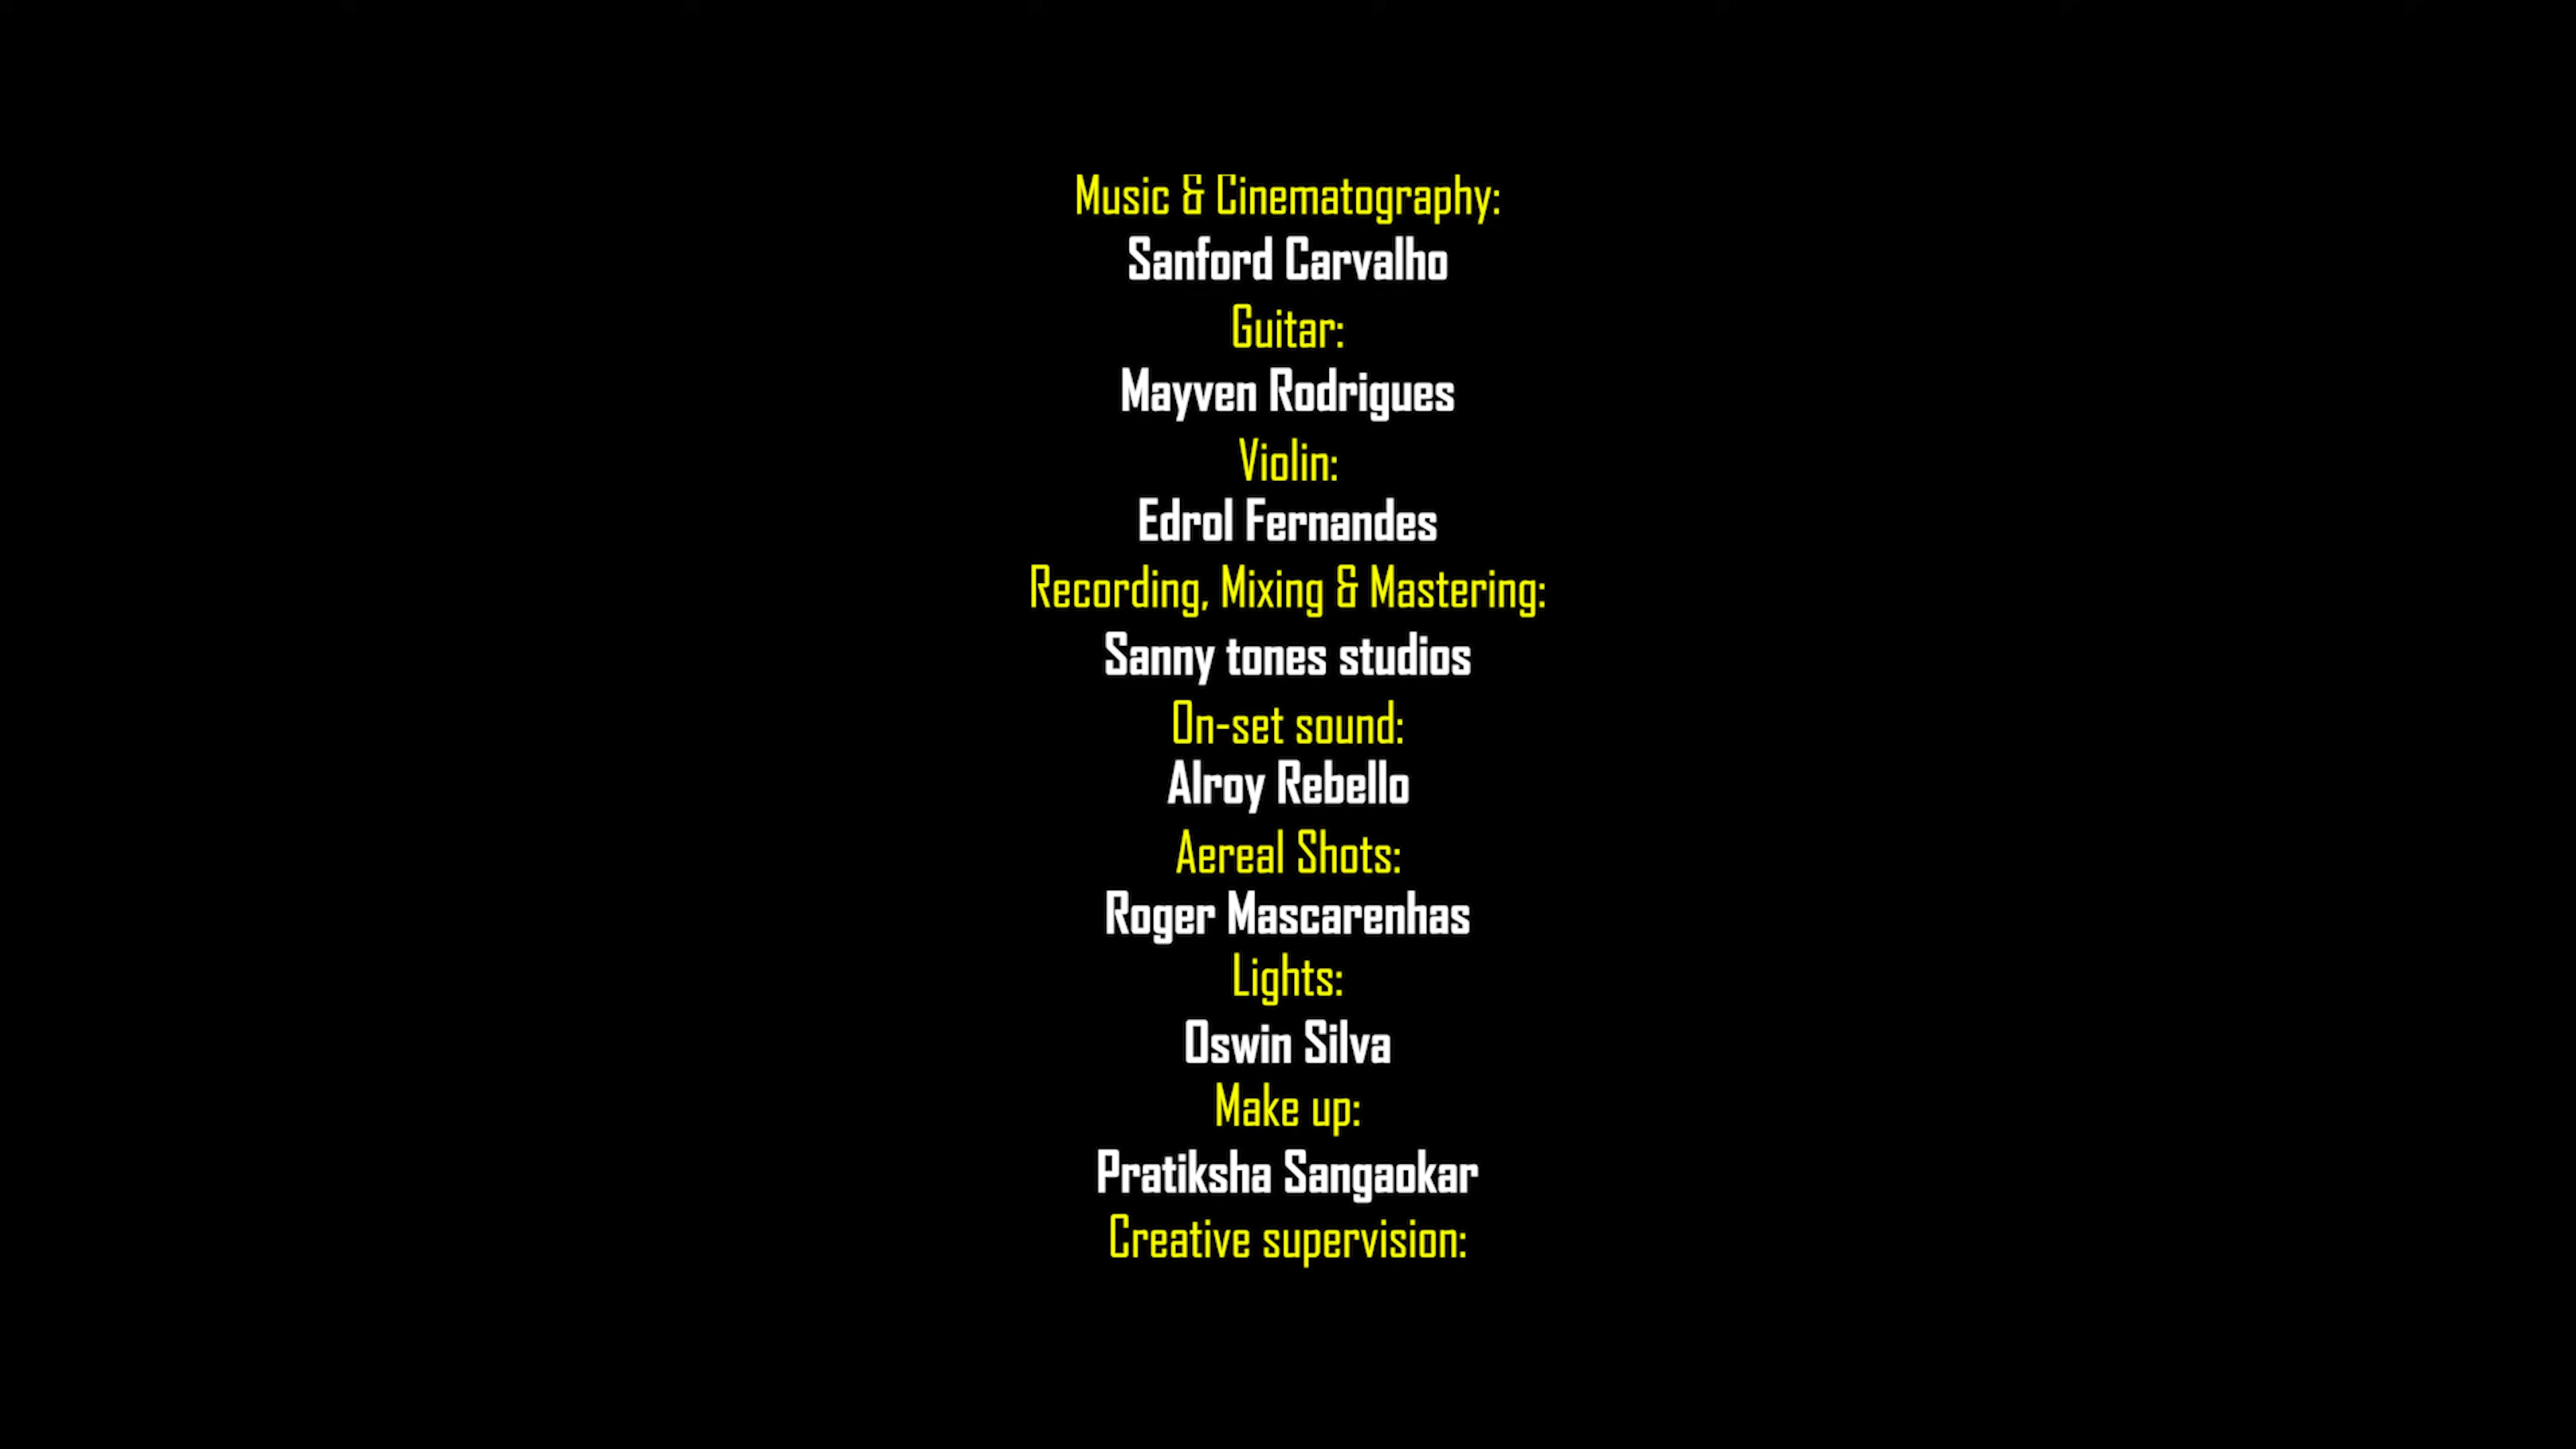 Music & Cinematography:
Sanford Carvalho
Guitar:
Mayven Rodrigues
Violin:
Edrol Fernandes
Recording, Mixing & Mastering:
Sanny tones studios
On-set sound:
Alroy Rebello
Aereal Shots:
Roger Mascarenhas
Lights:
Oswin Silva
Make up:
Pratiksha Sangaokar
Creative supervision: